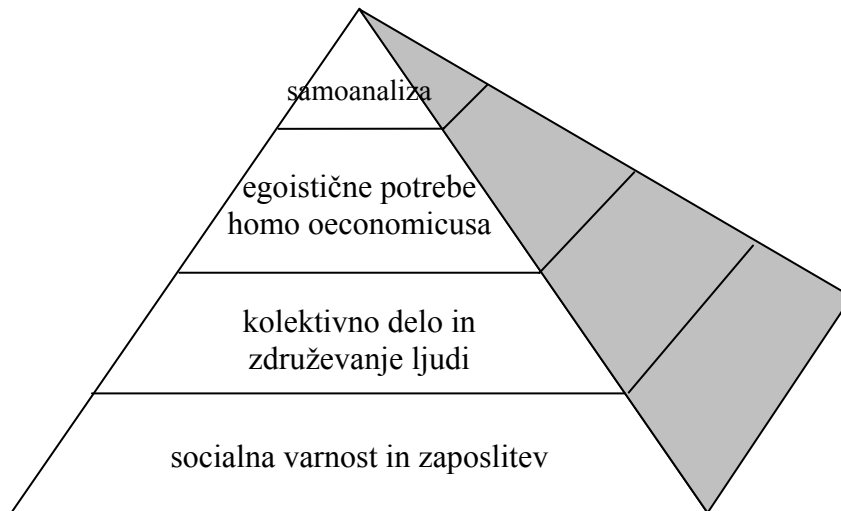 samoanaliza
egoistične potrebe
homo oeconomicusa
kolektivno delo in
združevanje ljudi
socialna varnost in zaposlitev